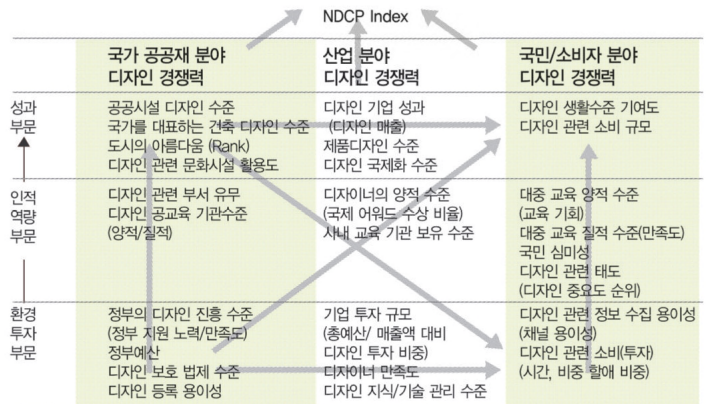 NDCP Index
국가 공공재 분야
디자인 경쟁력
산업 분야
디자인 경쟁력
국민/소비자 분야
디자인 경쟁력
성과
부문
공공시설 디자인 수준
국가를 대표하는 건축 디자인 수준
도시의 아름다움 (Rank)
디자인 관련 문화시설 활용도
디자인 기업 성과
(디자인 매출)
제품디자인 수준
디자인 국제화 수준
디자인 생활수준 기여도
디자인 관련 소비 규모
인적
역량
부문
디자인 관련 부서 유무
디자인 공교육 기관수준
(양적/질적)
디자이너의 양적 수준
(국제 어워드 수상 비율)
사내 교육 기관 보유 수준
대중 교육 양적 수준
(교육 기회)
대중 교육 질적 수준(만족도)
국민 심미성
디자인 관련 태도
(디자인 중요도 순위)
환경
투자
부문
정부의 디자인 진흥 수준
(정부 지원 노력/만족도)
정부예산
디자인 보호 법제 수준
디자인 등록 용이성
기업 투자 규모
(총예산/ 매출액 대비
디자인 투자 비중)
디자이너 만족도
디자인 지식/기술 관리 수준
디자인 관련 정보 수집 용이성
(채널 용이성)
디자인 관련 소비(투자)
(시간, 비중 할애 비중)